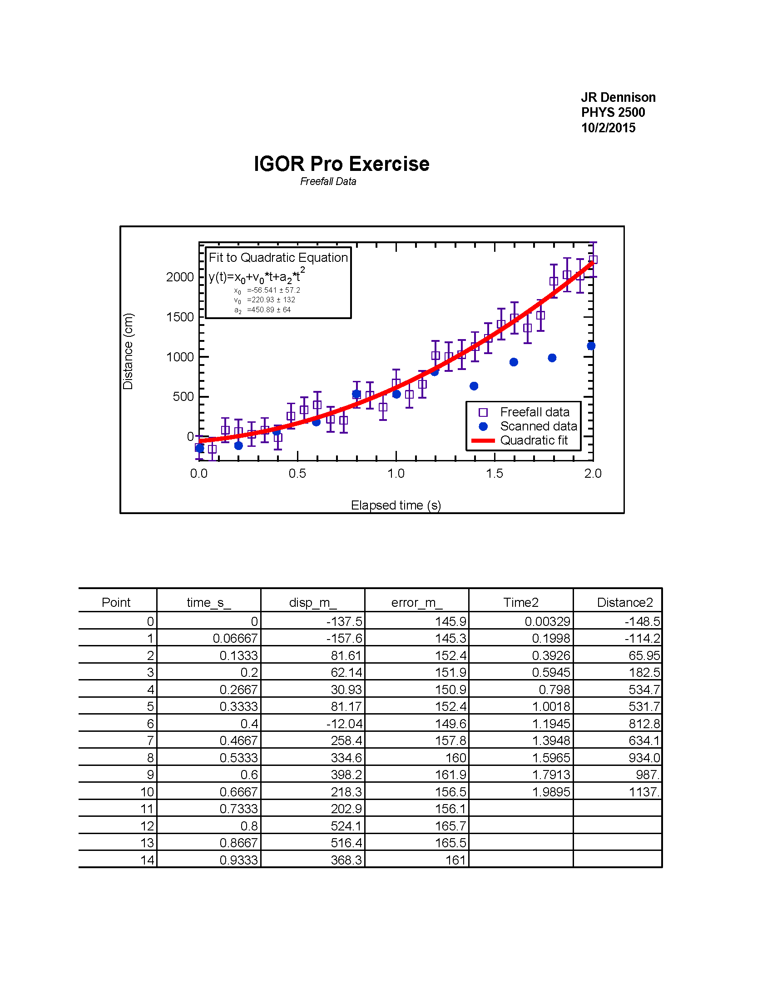 JR Dennison
PHYS 2500
10/2/2015
IGOR Pro Exercise
Freefall Data
Fit to Quadratic Equation
y(t)=x0+v0*t+a2*t2
x0 =-56.541 ± 57.2
v0 =220.93 ± 132
a2 =450.89 ± 64
2000
1500
1000
500
0
Distance (cm)
Freefall data
Scanned data
Quadratic fit
0.0 0.5 1.0 1.5 2.0
Elapsed time (s)
Point time_s_ disp_m_ error_m_ Time2 Distance2
0 0 -137.5 145.9 0.00329 -148.5
1 0.06667 -157.6 145.3 0.1998 -114.2
2 0.1333 81.61 152.4 0.3926 65.95
3 0.2 62.14 151.9 0.5945 182.5
4 0.2667 30.93 150.9 0.798 534.7
5 0.3333 81.17 152.4 1.0018 531.7
6 0.4 -12.04 149.6 1.1945 812.8
7 0.4667 258.4 157.8 1.3948 634.1
8 0.5333 334.6 160 1.5965 934.0
9 0.6 398.2 161.9 1.7913 987.
10 0.6667 218.3 156.5 1.9895 1137.
11 0.7333 202.9 156.1
12 0.8 524.1 165.7
13 0.8667 516.4 165.5
14 0.9333 368.3 161